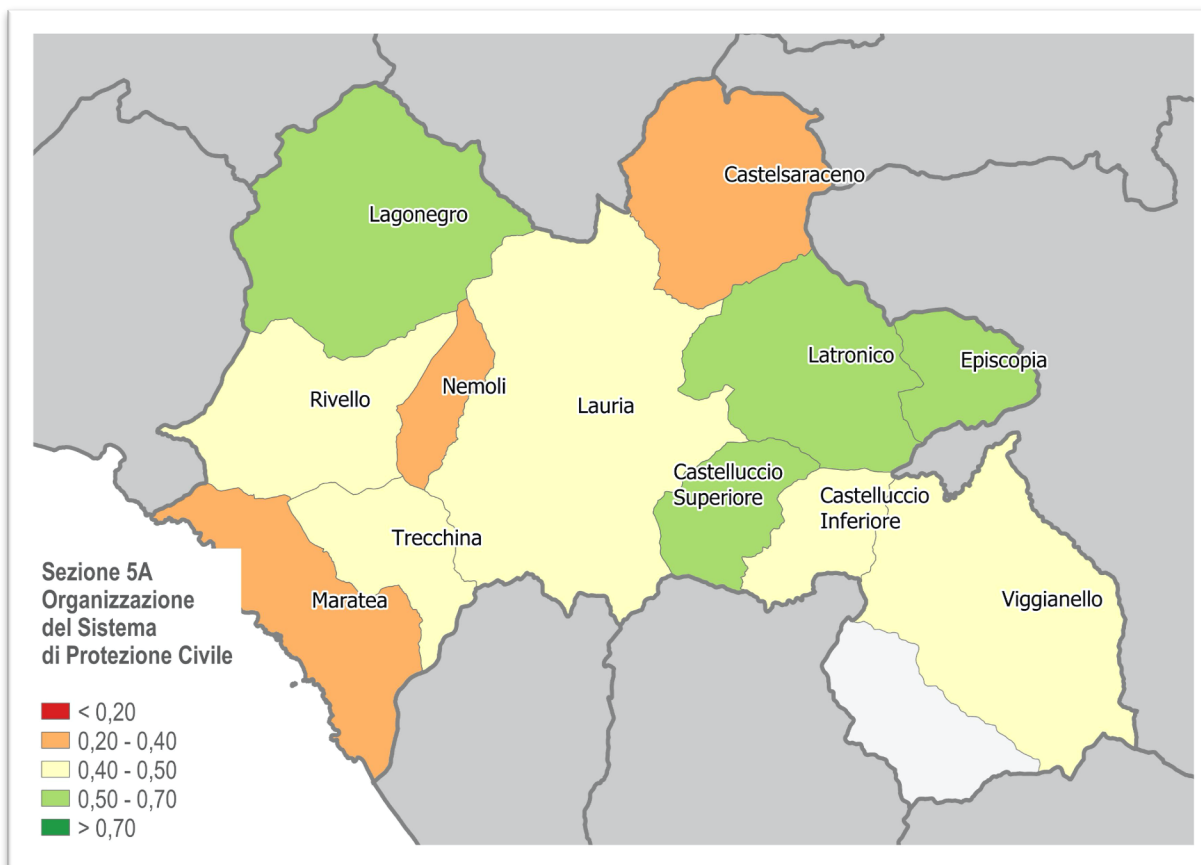 Castelsaraceno
Lagonegro
Latronico
Episcopia
Nemoli
Rivello
Lauria
Castelluccio
Superiore
Castelluccio
Inferiore
Trecchina
Maratea
Viggianello
Sezione 5A
Organizzazione
del Sistema
di Protezione Civile
< 0,20
0,20 - 0,40
0,40 - 0,50
0,50 - 0,70
> 0,70